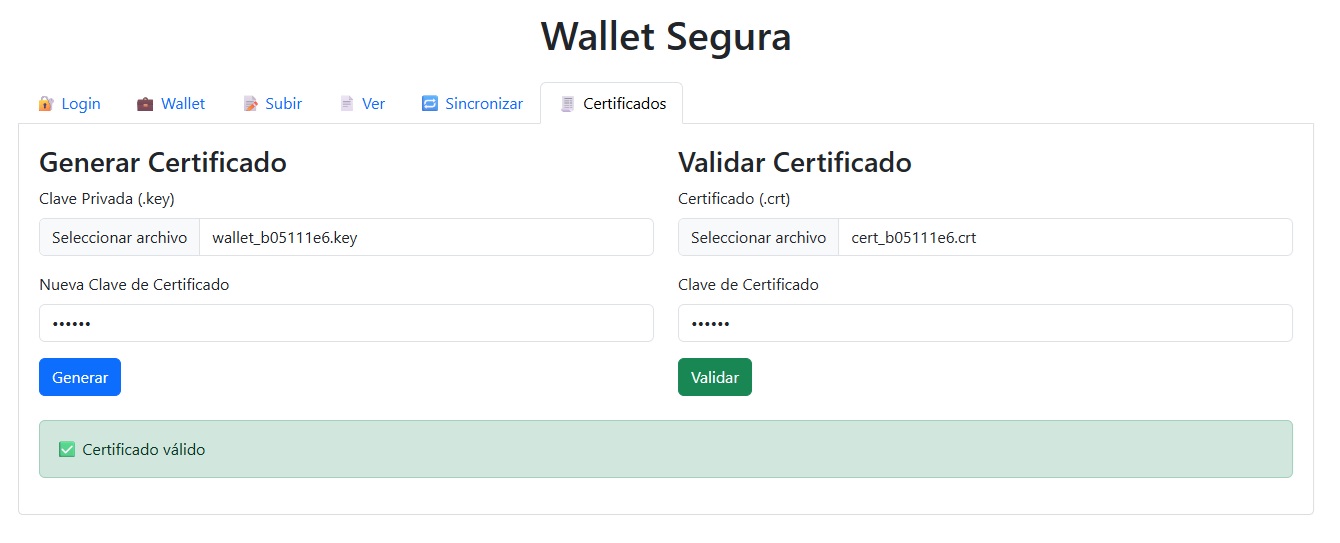 Wallet Segura
Login
Wallet
Subir
Ver
Sincronizar
Certificados
Generar Certificado
Clave Privada (.key)
Seleccionar archivo wallet_b05111e6.key
Nueva Clave de Certificado
••••••
Generar
Validar Certificado
Certificado (.crt)
Seleccionar archivo cert_b05111e6.crt
Clave de Certificado
••••••
Validar
Certificado válido